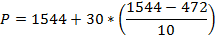 P = 1544 + 30 * ((1544 − 472) / 10)